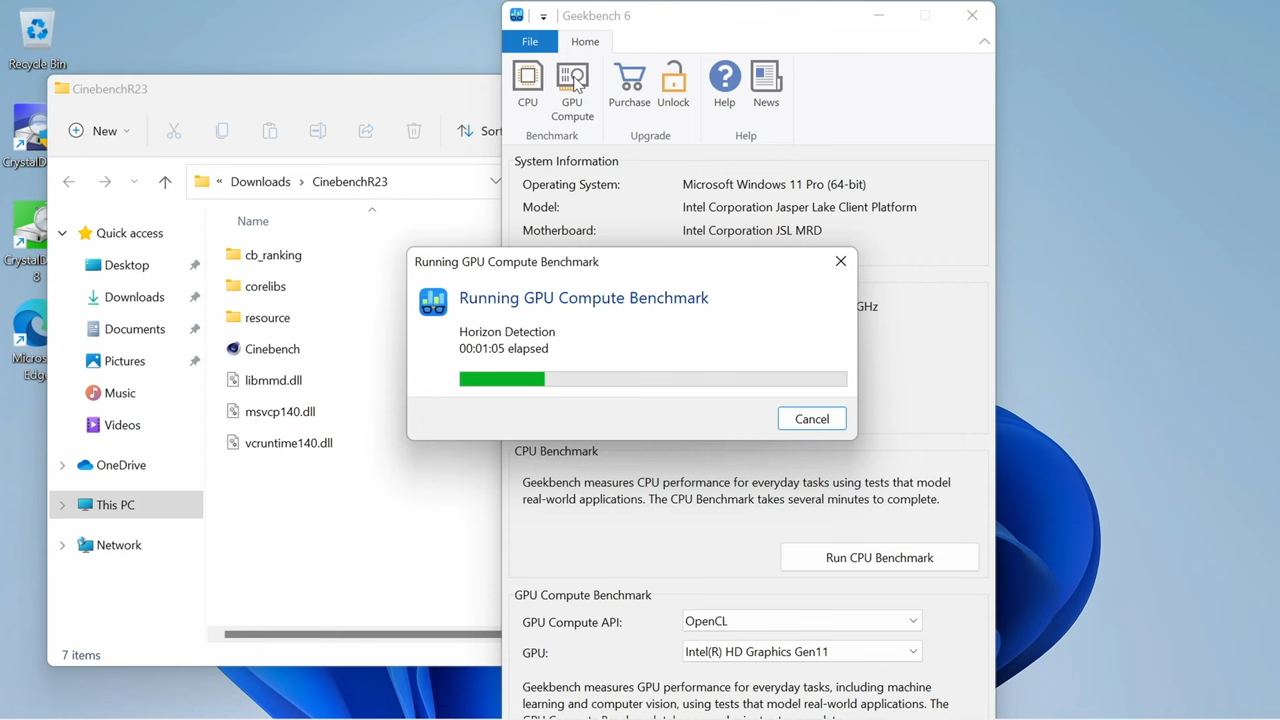 Recycle Bin
CrystalD
CrystalD
8
Micros
Edge
CinebenchR23
New
Sort
« Downloads › CinebenchR23
Name
Quick access
Desktop
Downloads
Documents
Pictures
Music
Videos
OneDrive
This PC
Network
cb_ranking
corelibs
resource
Cinebench
libmmd.dll
msvcp140.dll
vcruntime140.dll
7 items
Geekbench 6
File
Home
CPU
GPU
Compute
Benchmark
Purchase
Unlock
Upgrade
Help
News
Help
System Information
Operating System: Microsoft Windows 11 Pro (64-bit)
Model: Intel Corporation Jasper Lake Client Platform
Motherboard: Intel Corporation JSL MRD
GHz
Running GPU Compute Benchmark
Running GPU Compute Benchmark
Horizon Detection
00:01:05 elapsed
Cancel
CPU Benchmark
Geekbench measures CPU performance for everyday tasks using tests that model
real-world applications. The CPU Benchmark takes several minutes to complete.
Run CPU Benchmark
GPU Compute Benchmark
GPU Compute API: OpenCL
GPU: Intel(R) HD Graphics Gen11
Geekbench measures GPU performance for everyday tasks, including machine
learning and computer vision, using tests that model real-world applications. The